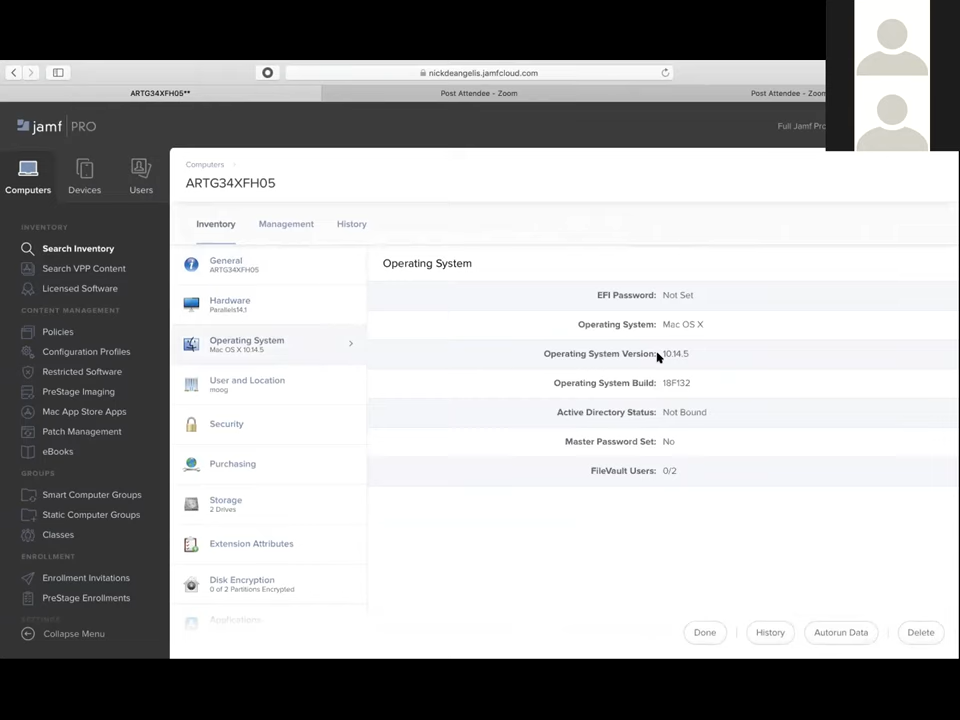 nickdeangelis.jamfcloud.com
ARTG34XFH05**
Post Attendee - Zoom
Post Attendee - Zoom
jamf PRO
Full Jamf Pro
Computers
Devices
Users
INVENTORY
Search Inventory
Search VPP Content
Licensed Software
CONTENT MANAGEMENT
Policies
Configuration Profiles
Restricted Software
PreStage Imaging
Mac App Store Apps
Patch Management
eBooks
GROUPS
Smart Computer Groups
Static Computer Groups
Classes
ENROLLMENT
Enrollment Invitations
PreStage Enrollments
SETTINGS
Collapse Menu
Computers
ARTG34XFH05
Inventory
Management
History
General
ARTG34XFH05
Hardware
Parallels14,1
Operating System
Mac OS X 10.14.5
User and Location
moog
Security
Purchasing
Storage
2 Drives
Extension Attributes
Disk Encryption
0 of 2 Partitions Encrypted
Applications
Operating System
EFI Password: Not Set
Operating System: Mac OS X
Operating System Version: 10.14.5
Operating System Build: 18F132
Active Directory Status: Not Bound
Master Password Set: No
FileVault Users: 0/2
Done
History
Autorun Data
Delete